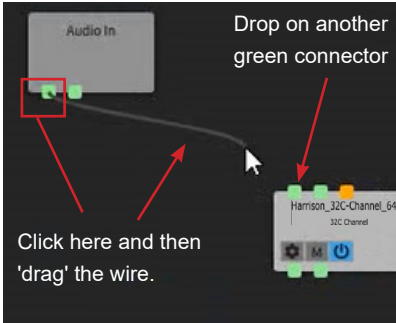 Audio In
Drop on another
green connector
Harrison_32C-Channel_64
32C Channel
M
Click here and then
'drag' the wire.